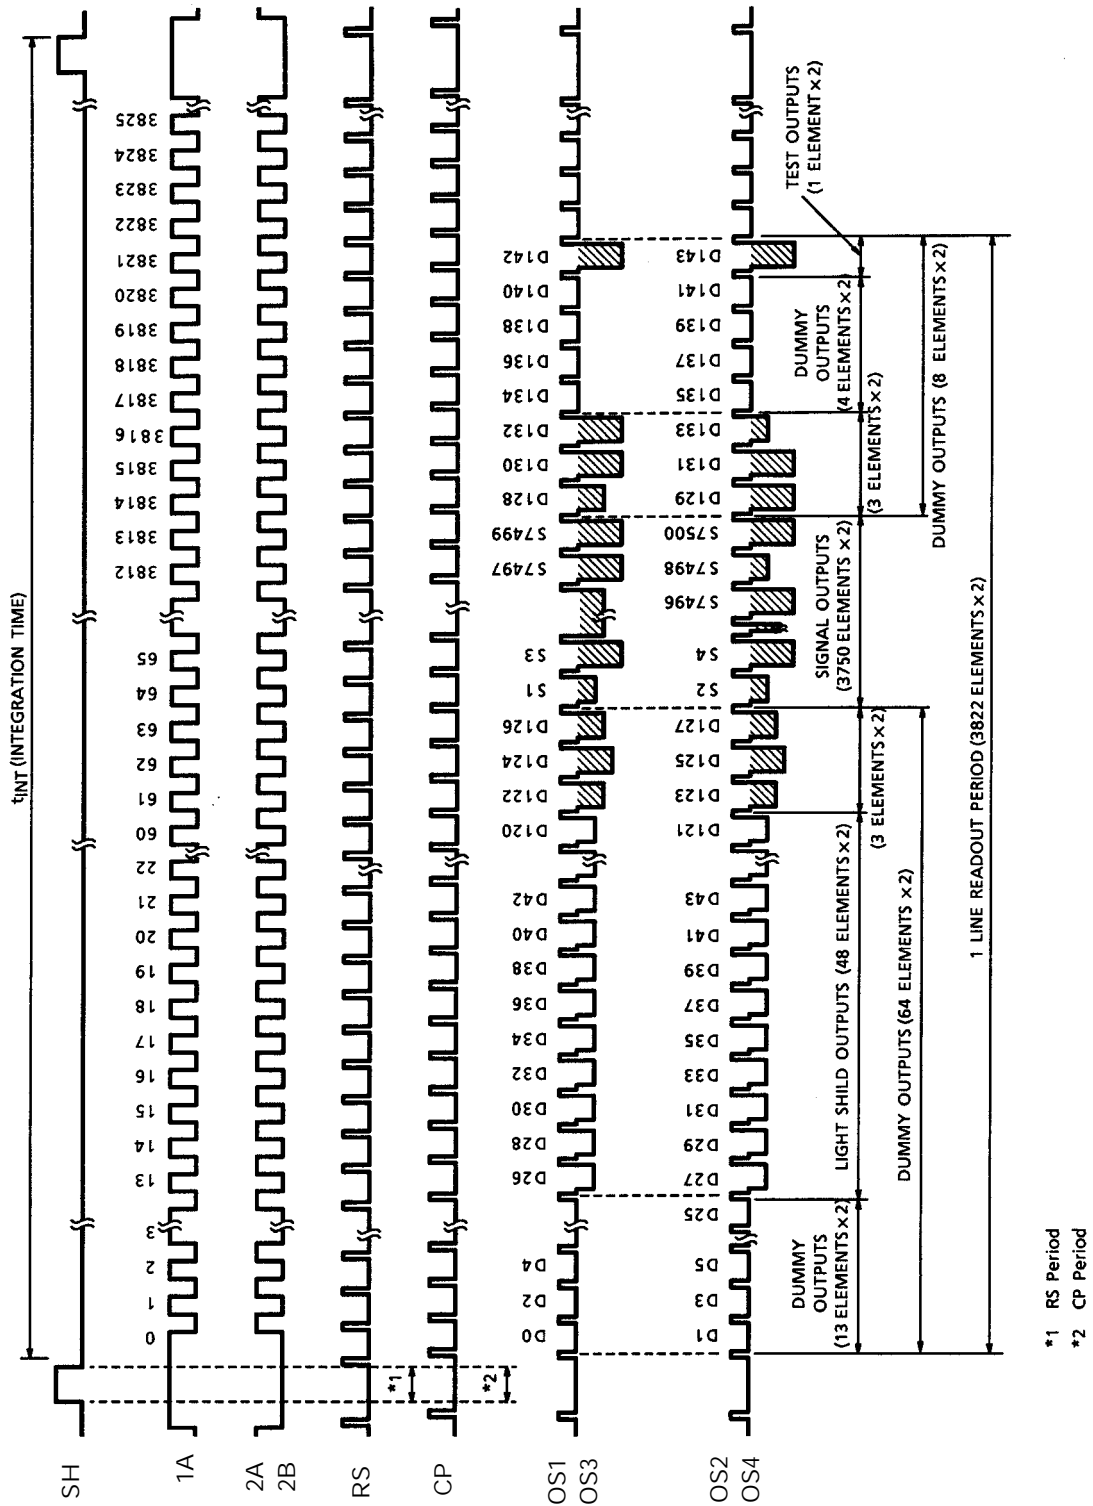 tINT (INTEGRATION TIME)
SH
0 1 2 3 13 14 15 16 17 18 19 20 21 22 60 61 62 63 64 65 3812 3813 3814 3815 3816 3817 3818 3819 3820 3821 3822 3823 3824 3825
1A
2A
2B
RS
*1
CP
*2
D0 D2 D4 D26 D28 D30 D32 D34 D36 D38 D40 D42 D120 D122 D124 D126 S1 S3 S7497 S7499 D128 D130 D132 D134 D136 D138 D140 D142
OS1
OS3
D1 D3 D5 D25 D27 D29 D31 D33 D35 D37 D39 D41 D43 D121 D123 D125 D127 S2 S4 S7496 S7498 S7500 D129 D131 D133 D135 D137 D139 D141 D143
OS2
OS4
DUMMY
OUTPUTS
(13 ELEMENTS×2)
LIGHT SHILD OUTPUTS (48 ELEMENTS×2)
(3 ELEMENTS×2)
SIGNAL OUTPUTS
(3750 ELEMENTS ×2)
(3 ELEMENTS×2)
DUMMY
OUTPUTS
(4 ELEMENTS×2)
TEST OUTPUTS
(1 ELEMENT×2)
DUMMY OUTPUTS (64 ELEMENTS ×2)
DUMMY OUTPUTS (8 ELEMENTS×2)
1 LINE READOUT PERIOD (3822 ELEMENTS×2)
*1 RS Period
*2 CP Period